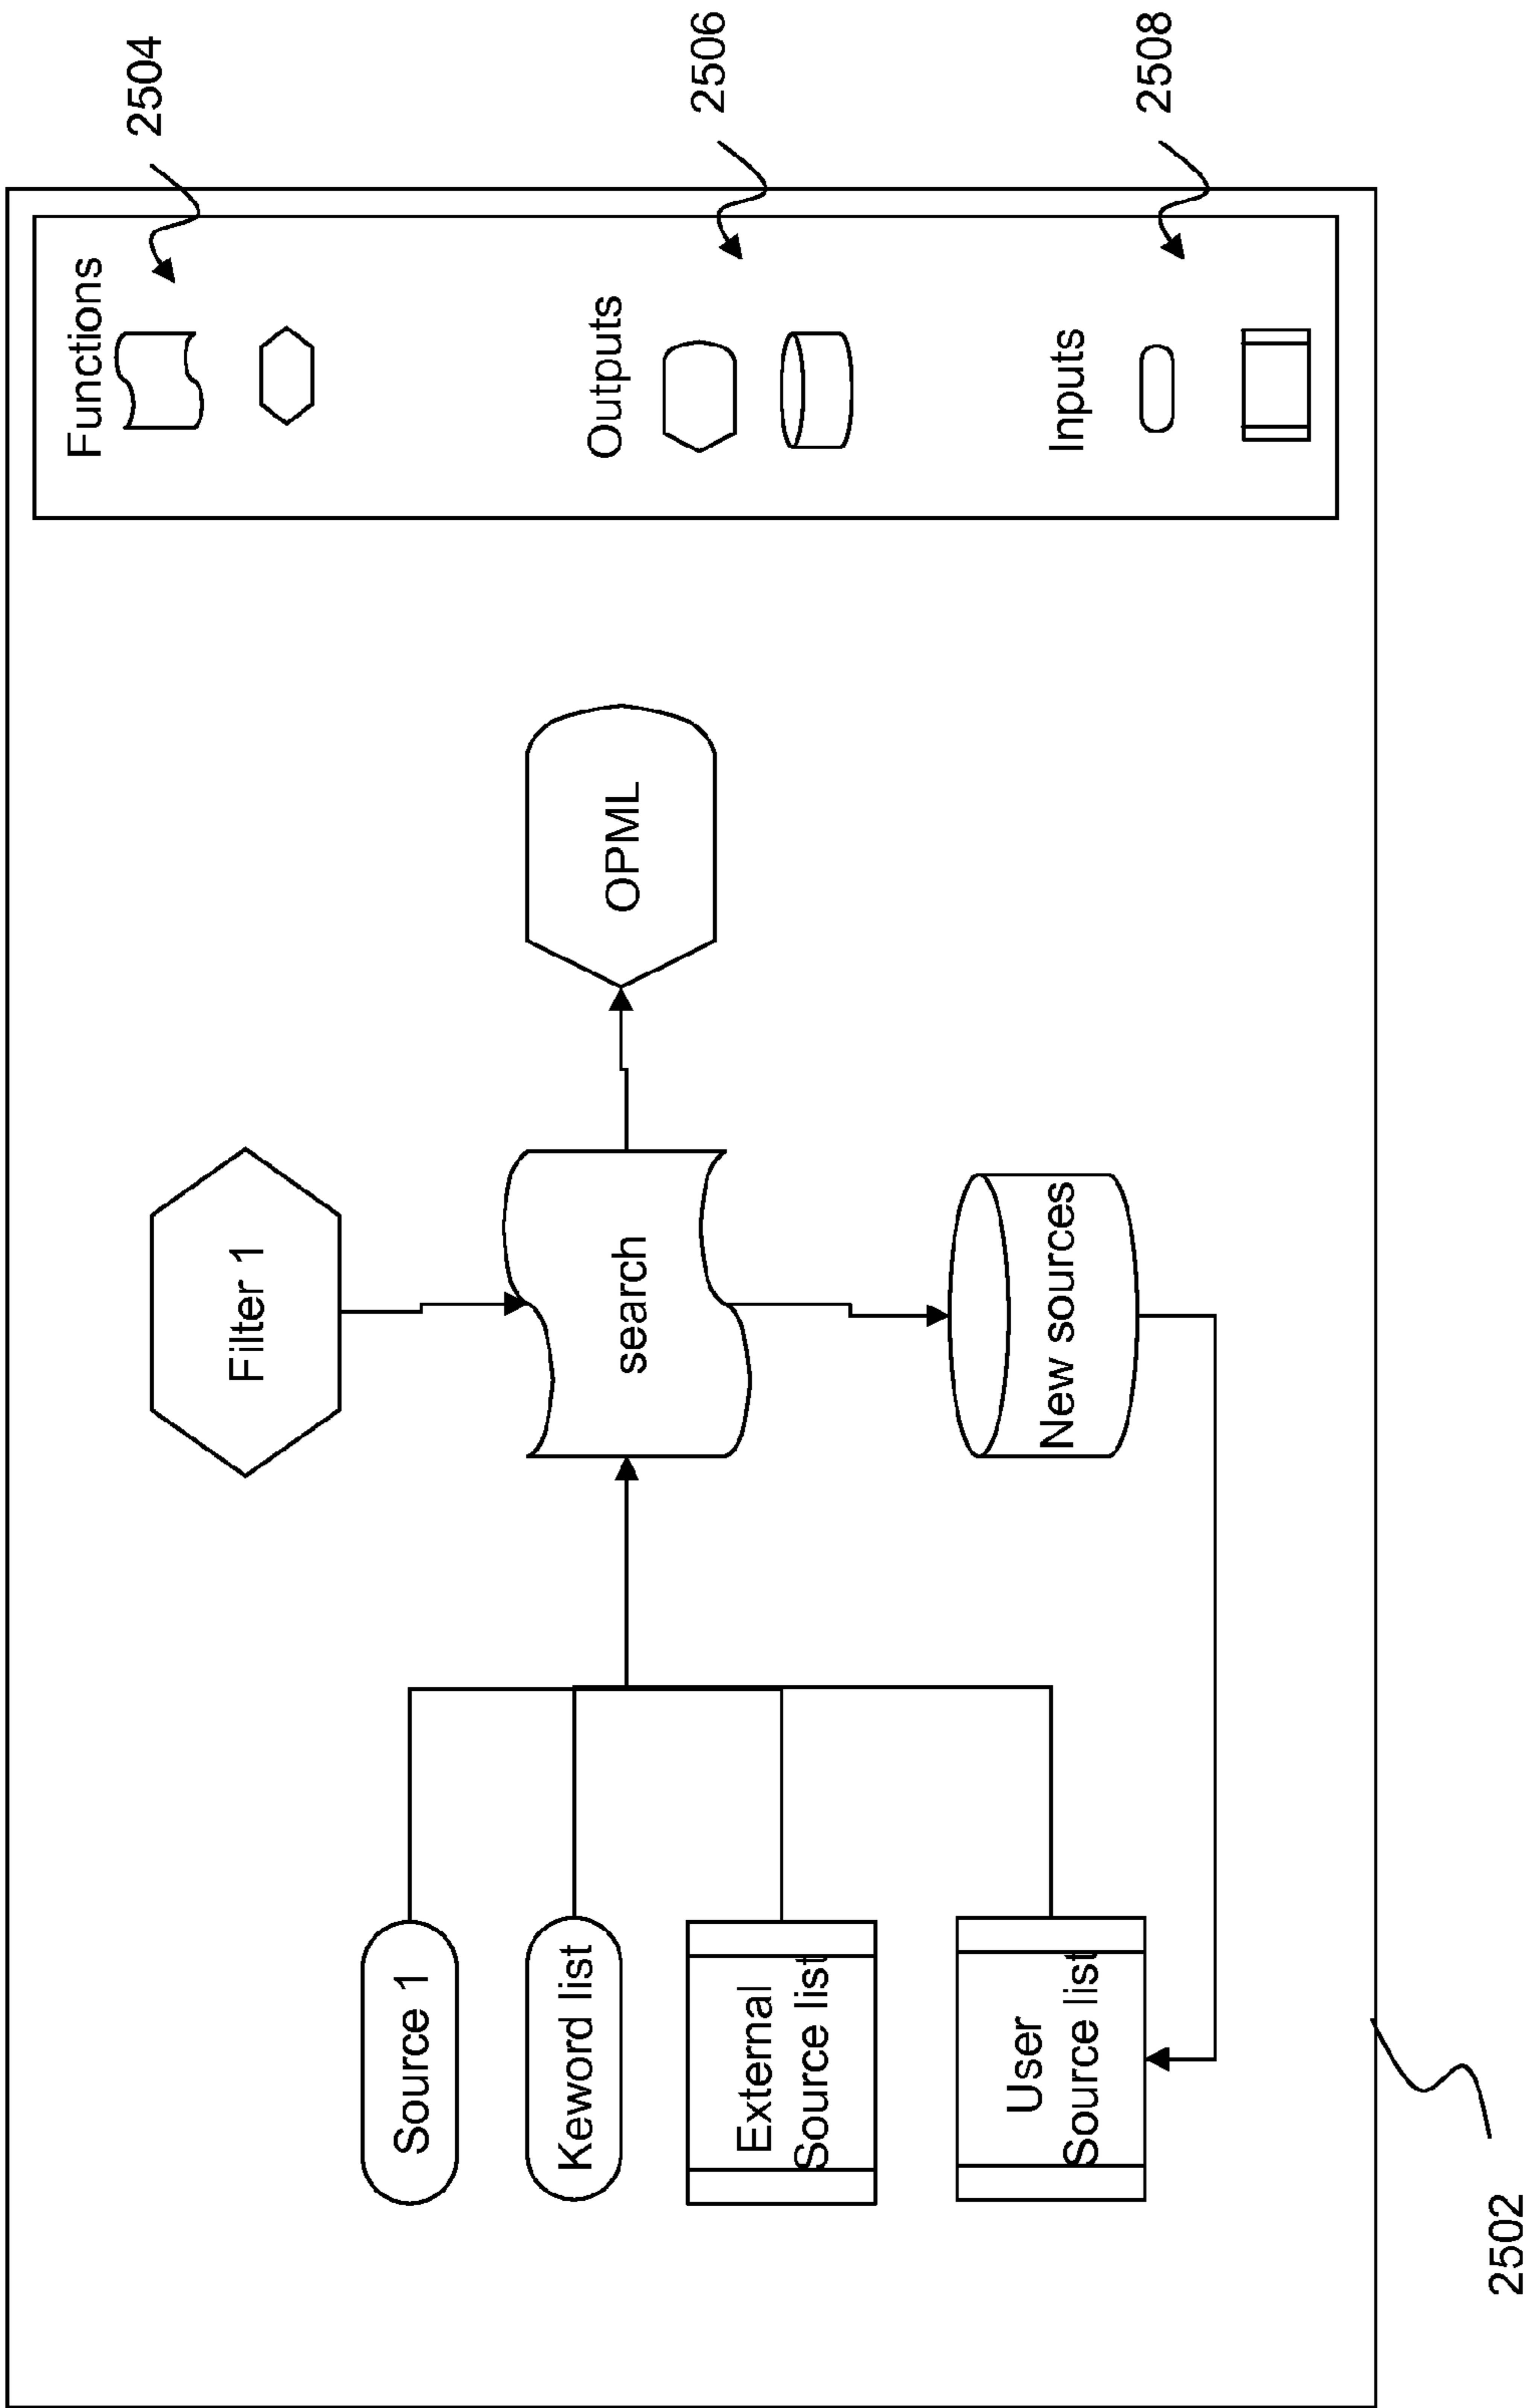 Filter 1
Source 1
Keword list
External
Source list
User
Source list
search
New sources
OPML
Functions
Outputs
Inputs
2504
2506
2508
2502